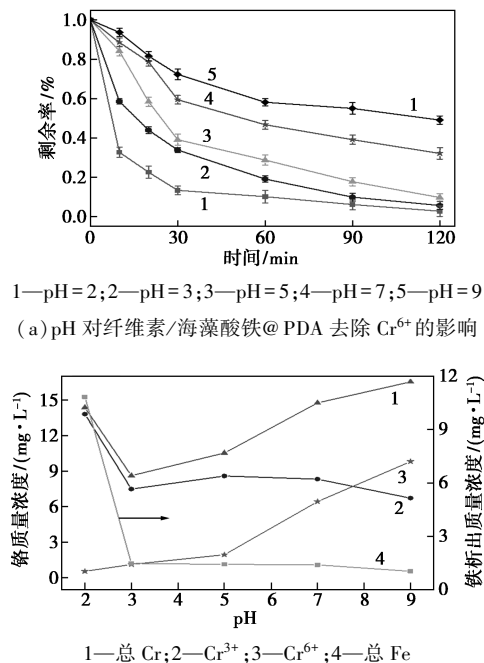 1.0
0.8
0.6
0.4
0.2
0.0
剩余率/%
5
4
3
2
1
1
0 30 60 90 120
时间/min
1—pH=2;2—pH=3;3—pH=5;4—pH=7;5—pH=9
(a)pH 对纤维素/海藻酸铁@PDA 去除 Cr⁶⁺的影响
15
12
9
6
3
0
铬质量浓度/(mg·L⁻¹)
12
9
6
3
0
铁析出质量浓度/(mg·L⁻¹)
1
3
2
4
2 3 4 5 6 7 8 9
pH
1—总 Cr;2—Cr³⁺;3—Cr⁶⁺;4—总 Fe